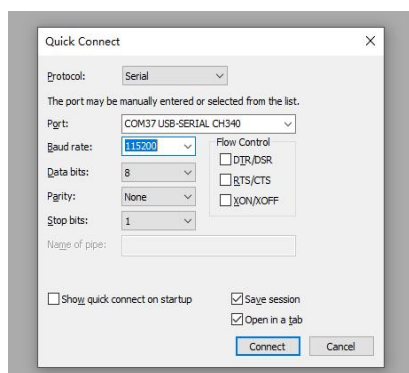 Quick Connect
Protocol: Serial
The port may be manually entered or selected from the list.
Port: COM37 USB-SERIAL CH340
Baud rate: 115200 Flow Control
DTR/DSR
Data bits: 8 RTS/CTS
Parity: None XON/XOFF
Stop bits: 1
Name of pipe:
Show quick connect on startup Save session
Open in a tab
Connect Cancel